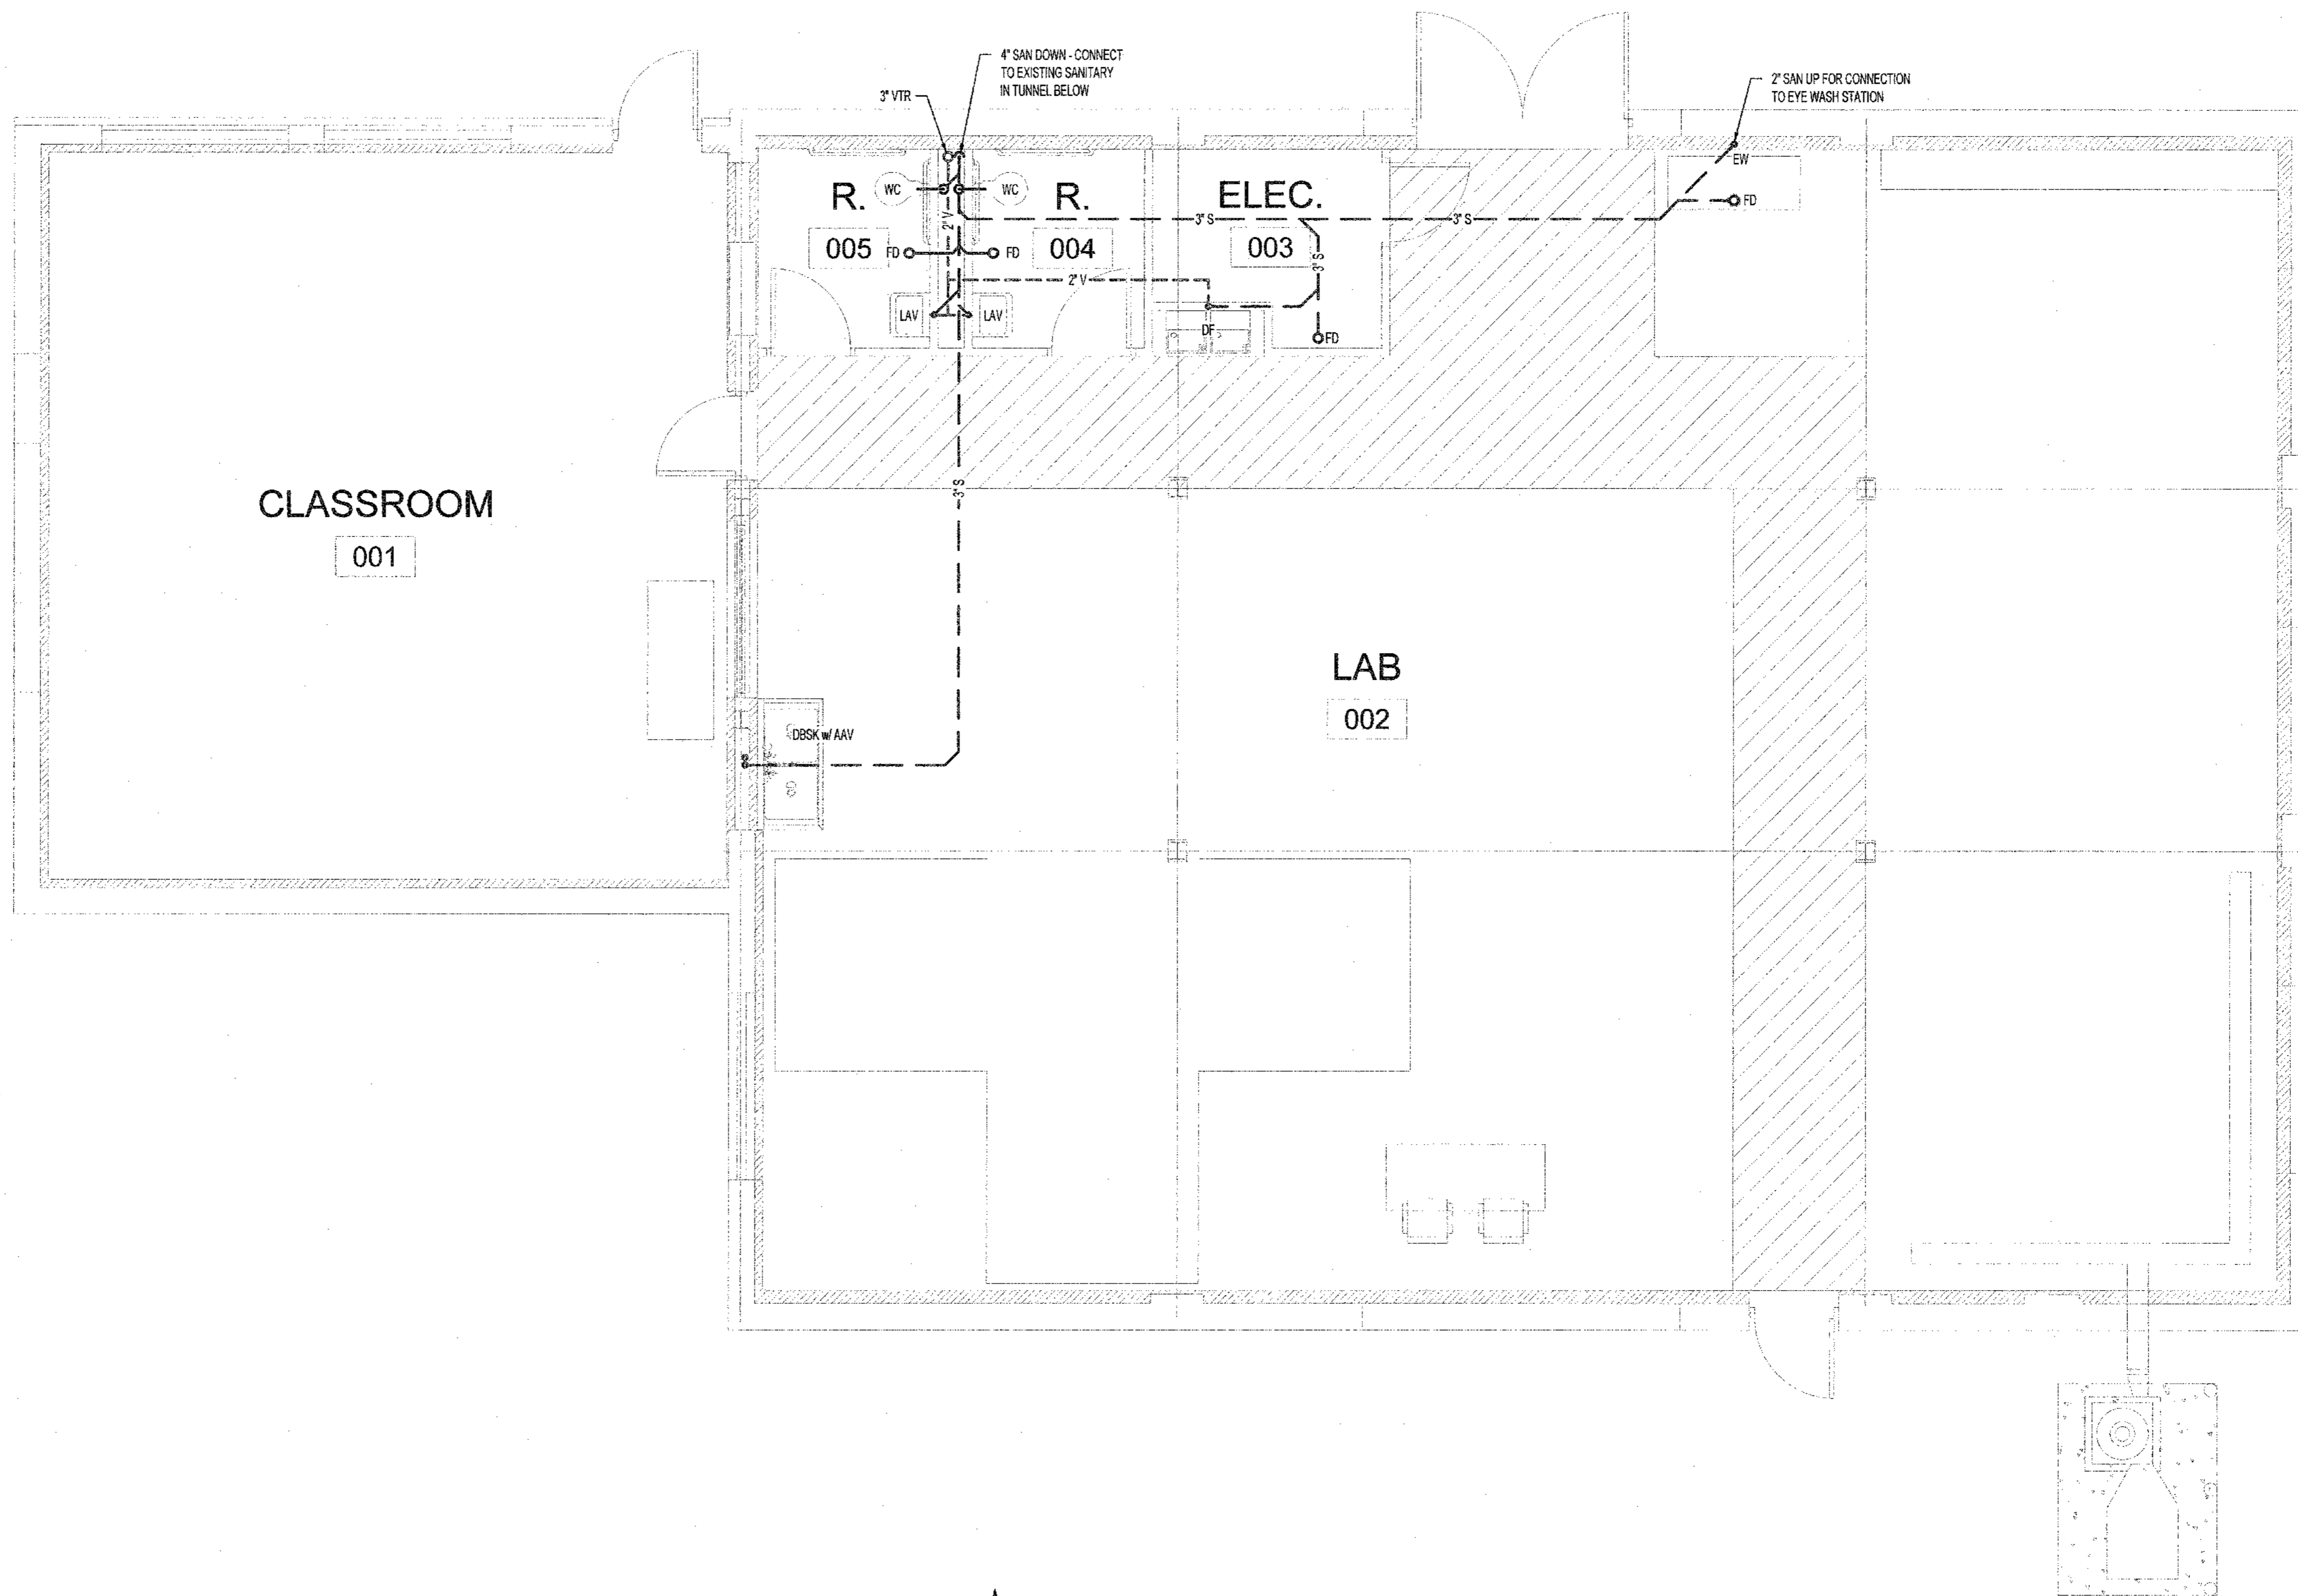 4" SAN DOWN - CONNECT
TO EXISTING SANITARY
IN TUNNEL BELOW
3" VTR
2" SAN UP FOR CONNECTION
TO EYE WASH STATION
EW
FD
R.
WC
WC
R.
ELEC.
2" V
3" S
3" S
005
FD
FD
004
003
3" S
2" V
LAV
LAV
DF
FD
3" S
CLASSROOM
001
LAB
002
DBSK w/ AAV